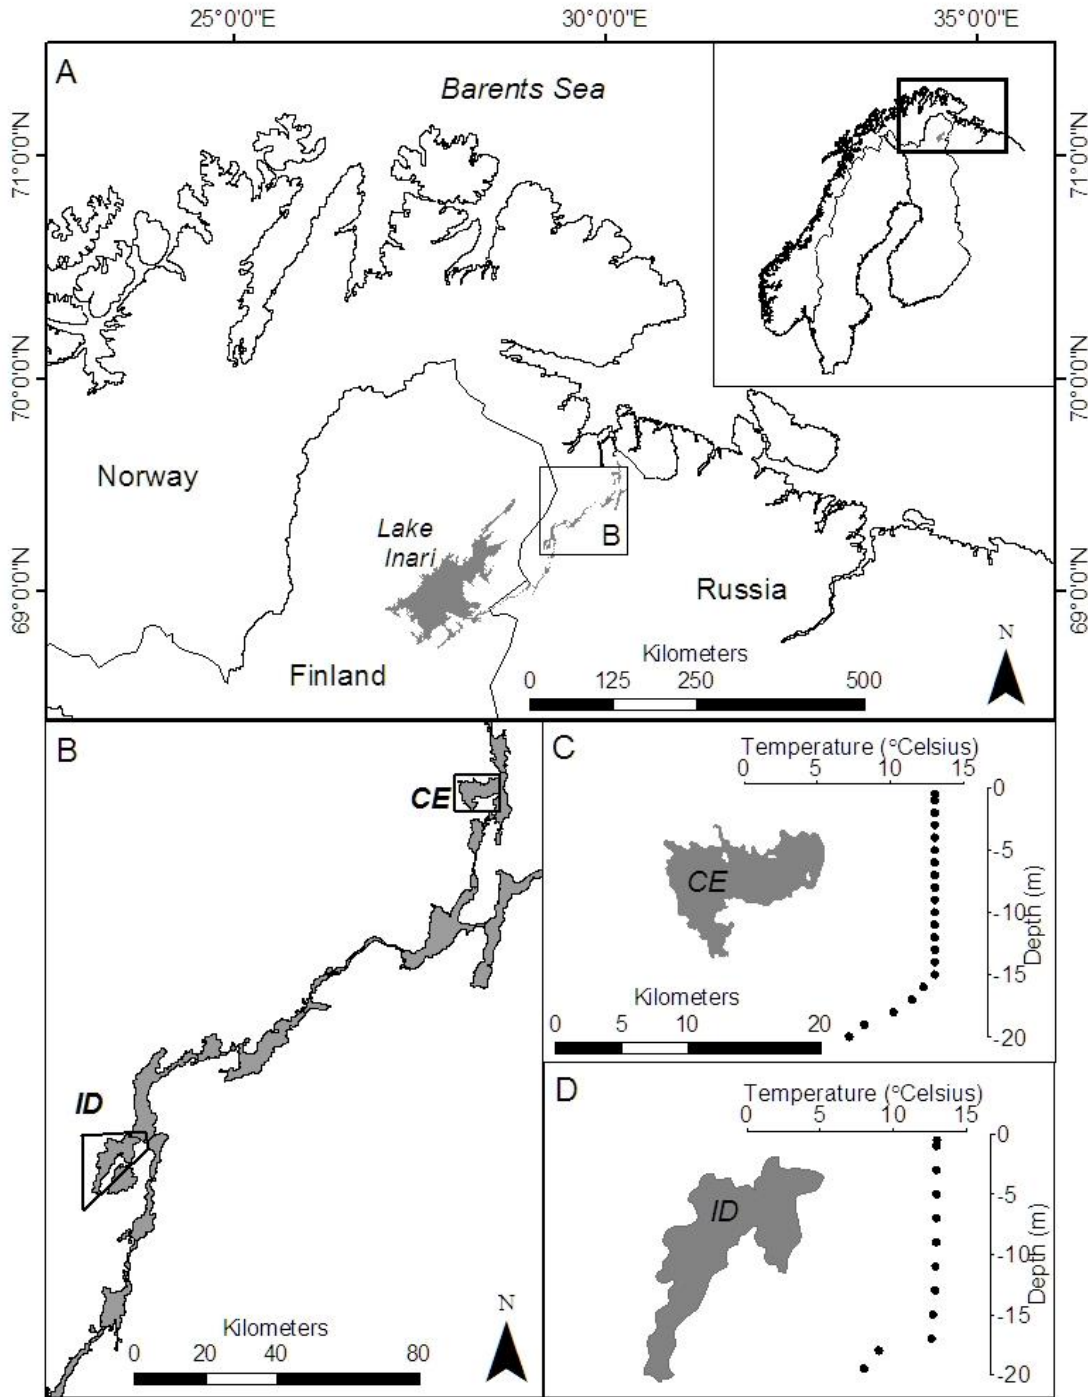 25°0'0"E 30°0'0"E 35°0'0"E
A
Barents Sea
71°0'0"N 71°0'0"N
70°0'0"N 70°0'0"N
Norway
Lake
Inari
B
69°0'0"N 69°0'0"N
Russia
Finland
N
Kilometers
0 125 250 500
B
CE
ID
N
Kilometers
0 20 40 80
C
Temperature (°Celsius)
0 5 10 15
0
-5
-10
-15
-20
Depth (m)
CE
Kilometers
0 5 10 20
D
Temperature (°Celsius)
0 5 10 15
0
-5
-10
-15
-20
Depth (m)
ID